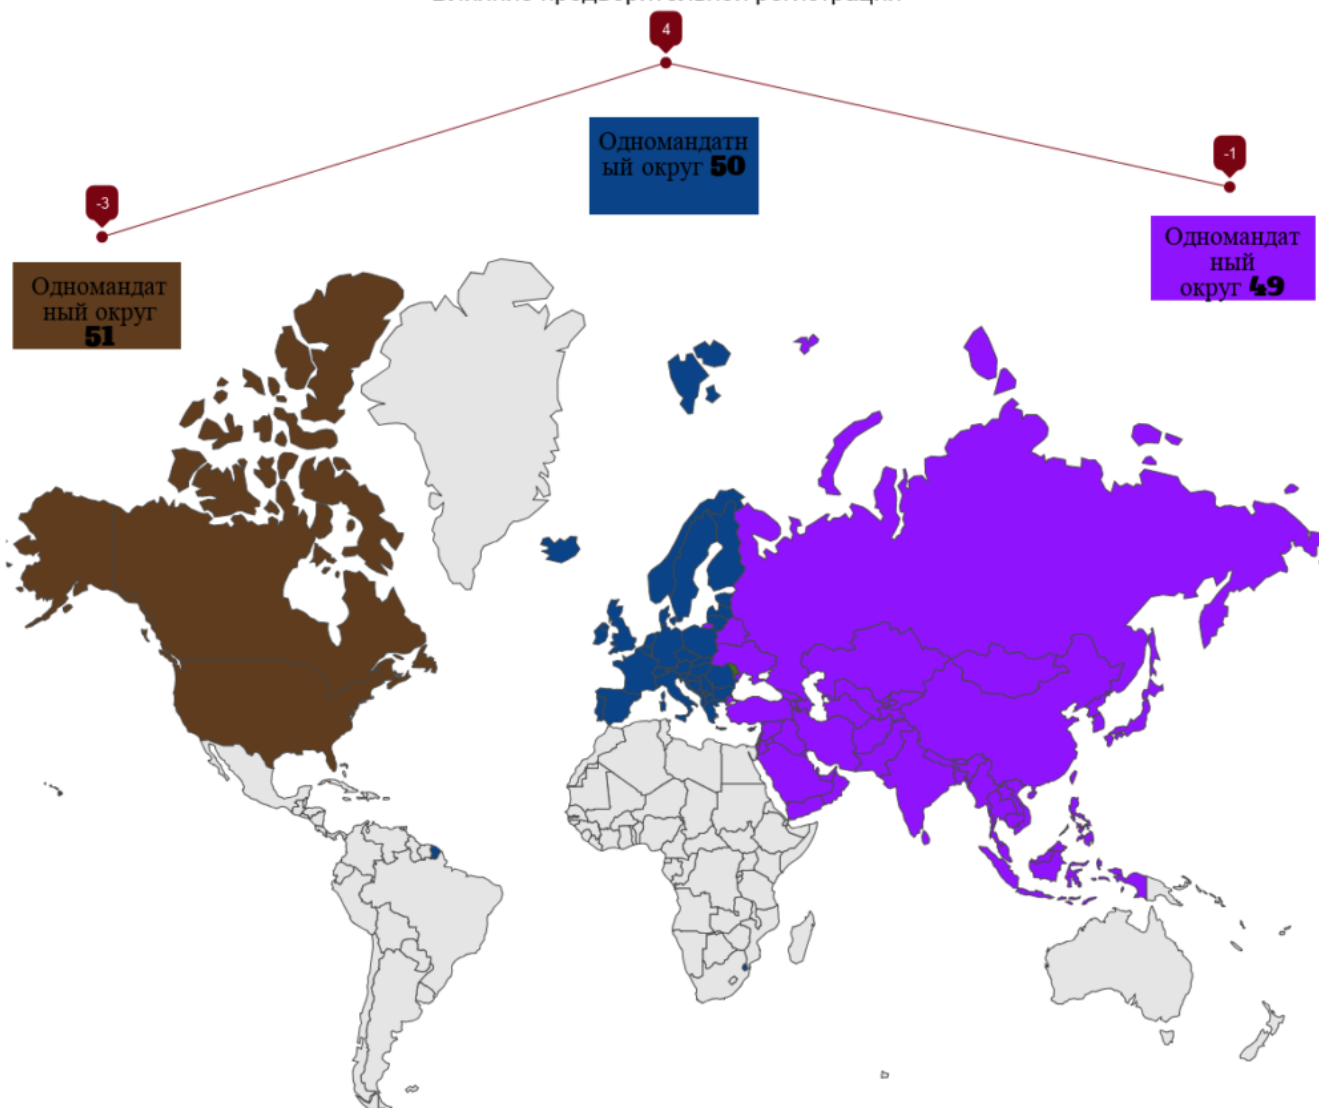 4
Одномандатн
ый округ 50
-1
-3
Одномандат
ный
округ 49
Одномандат
ный округ
51